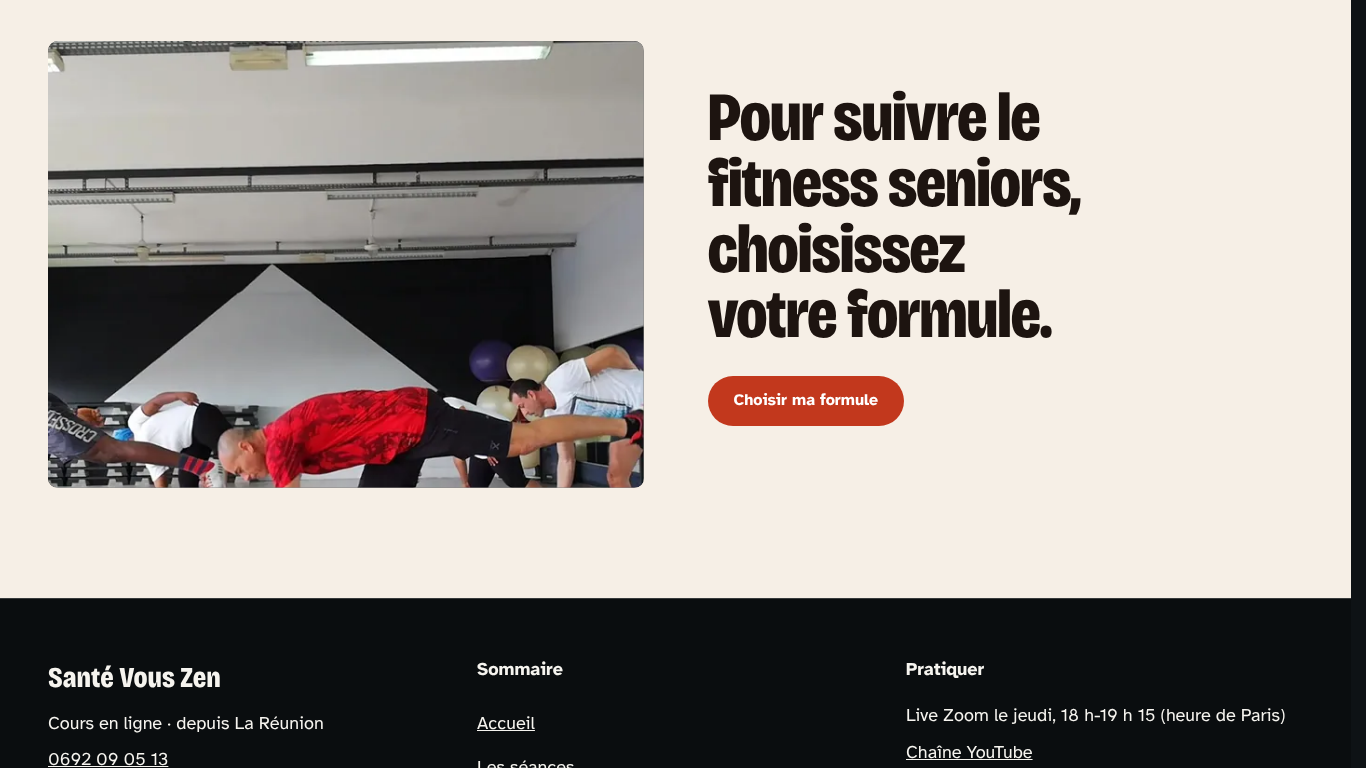 Pour suivre le
fitness seniors,
choisissez
votre formule.
Choisir ma formule
Santé Vous Zen
Cours en ligne · depuis La Réunion
0692 09 05 13
Sommaire
Accueil
Les séances
Pratiquer
Live Zoom le jeudi, 18 h-19 h 15 (heure de Paris)
Chaîne YouTube